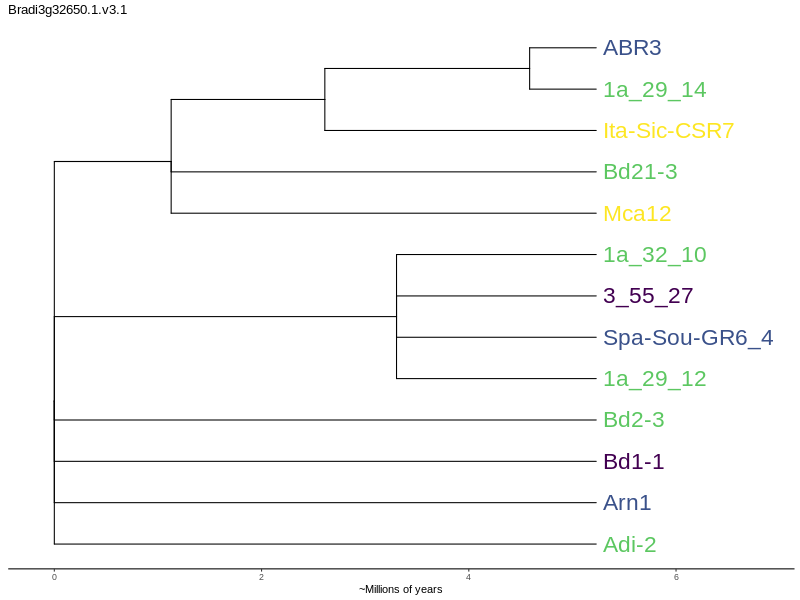 Bradi3g32650.1.v3.1
ABR3
1a_29_14
Ita-Sic-CSR7
Bd21-3
Mca12
1a_32_10
3_55_27
Spa-Sou-GR6_4
1a_29_12
Bd2-3
Bd1-1
Arn1
Adi-2
0 2 4 6
~Millions of years